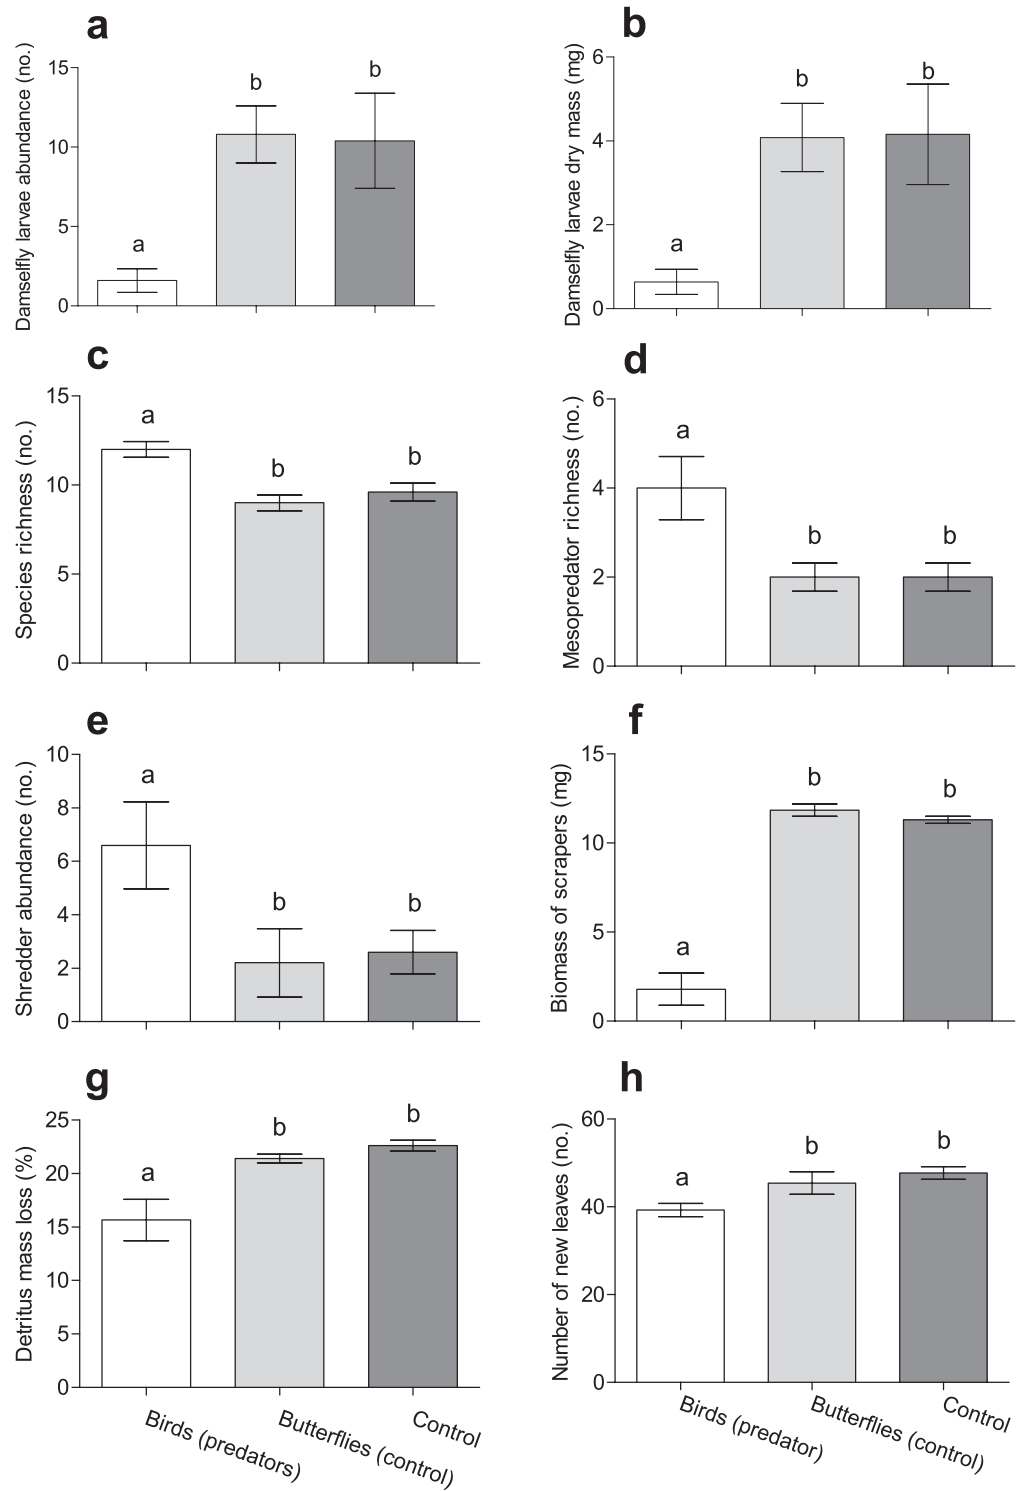 a
Damselfly larvae abundance (no.)
15
10
5
0
a
b
b
b
Damselfly larvae dry mass (mg)
6
4
2
0
a
b
b
c
Species richness (no.)
15
10
5
0
a
b
b
d
Mesopredator richness (no.)
6
4
2
0
a
b
b
e
Shredder abundance (no.)
10
8
6
4
2
0
a
b
b
f
Biomass of scrapers (mg)
15
10
5
0
a
b
b
g
Detritus mass loss (%)
25
20
15
10
5
0
a
b
b
Birds (predators)
Butterflies (control)
Control
h
Number of new leaves (no.)
60
40
20
0
a
b
b
Birds (predator)
Butterflies (control)
Control